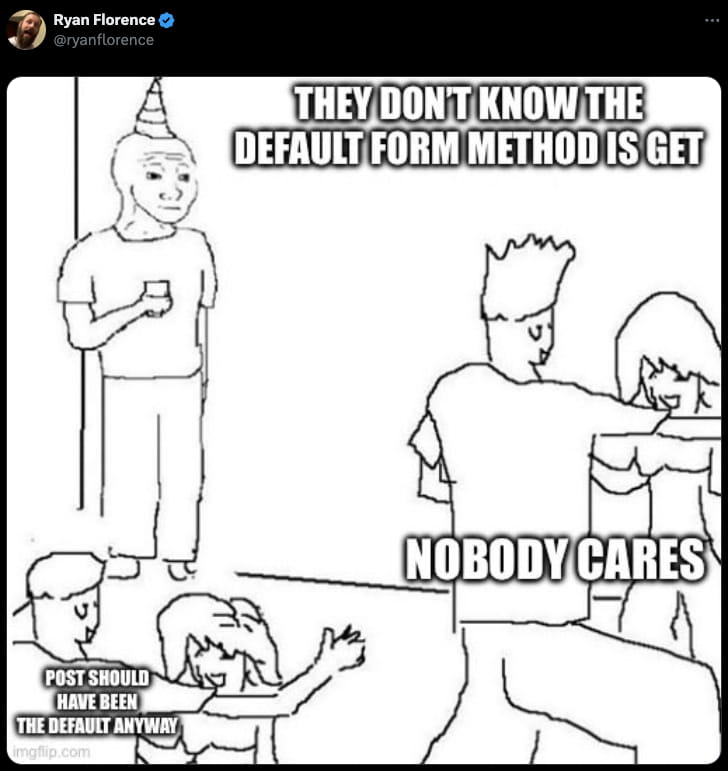 Ryan Florence
@ryanflorence
THEY DON'T KNOW THE
DEFAULT FORM METHOD IS GET
NOBODY CARES
POST SHOULD
HAVE BEEN
THE DEFAULT ANYWAY
imgflip.com